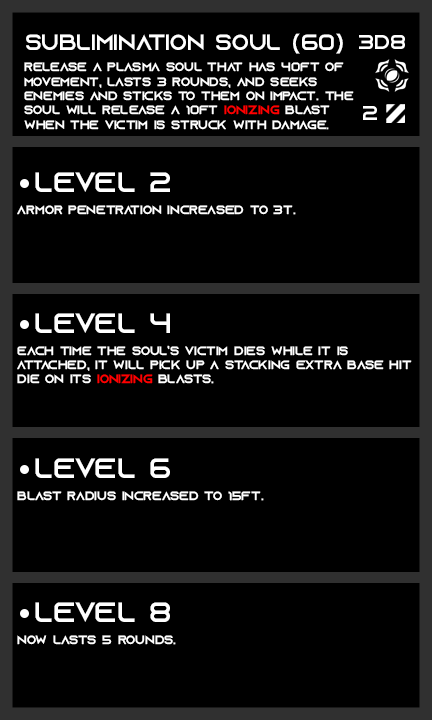 SUBLIMINATION SOUL (60) 3D8
RELEASE A PLASMA SOUL THAT HAS 40FT OF
MOVEMENT, LASTS 3 ROUNDS, AND SEEKS
ENEMIES AND STICKS TO THEM ON IMPACT. THE
SOUL WILL RELEASE A 10FT IONIZING BLAST
WHEN THE VICTIM IS STRUCK WITH DAMAGE.
2
•LEVEL 2
ARMOR PENETRATION INCREASED TO 3T.
•LEVEL 4
EACH TIME THE SOUL'S VICTIM DIES WHILE IT IS
ATTACHED, IT WILL PICK UP A STACKING EXTRA BASE HIT
DIE ON ITS IONIZING BLASTS.
•LEVEL 6
BLAST RADIUS INCREASED TO 15FT.
•LEVEL 8
NOW LASTS 5 ROUNDS.